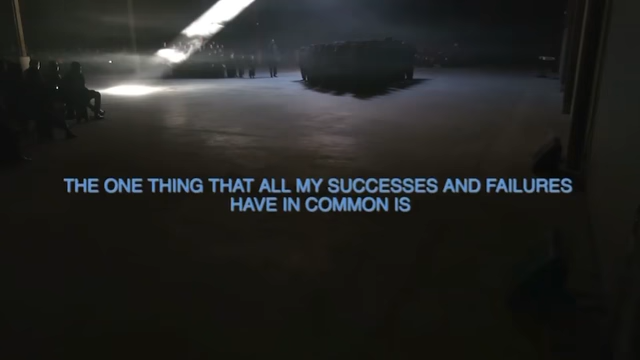 THE ONE THING THAT ALL MY SUCCESSES AND FAILURES
HAVE IN COMMON IS